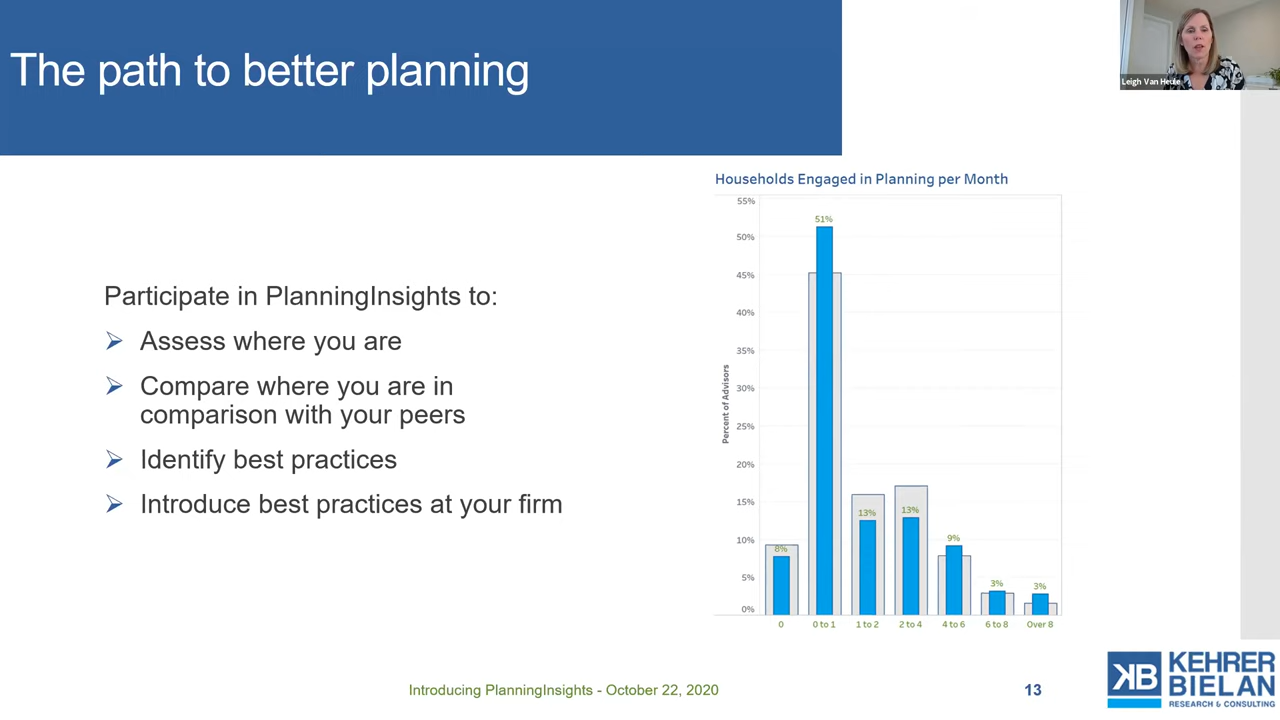 The path to better planning
Leigh Van Heule
Participate in PlanningInsights to:
Assess where you are
Compare where you are in
comparison with your peers
Identify best practices
Introduce best practices at your firm
Households Engaged in Planning per Month
Percent of Advisors
55%
50%
45%
40%
35%
30%
25%
20%
15%
10%
5%
0%
8%
51%
13%
13%
9%
3%
3%
0
0 to 1
1 to 2
2 to 4
4 to 6
6 to 8
Over 8
Introducing PlanningInsights - October 22, 2020
13
KB
KEHRER
BIELAN
RESEARCH & CONSULTING